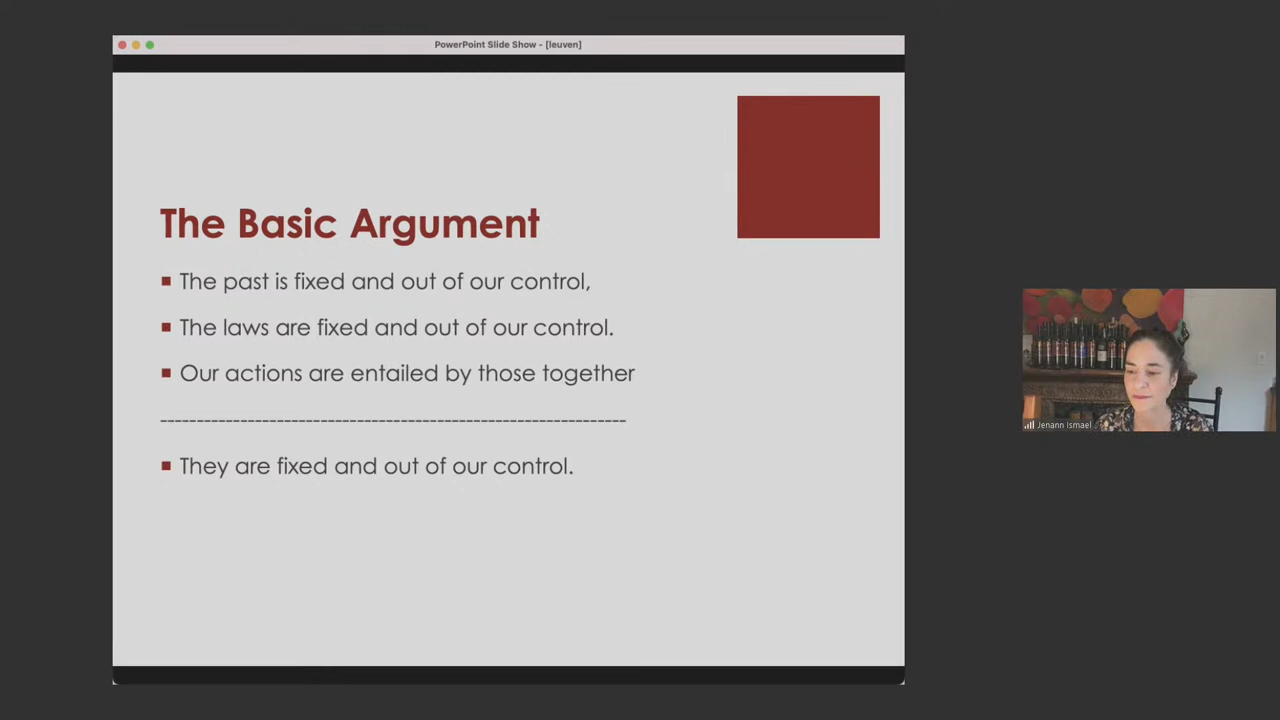 PowerPoint Slide Show - [leuven]
The Basic Argument
▪ The past is fixed and out of our control,
▪ The laws are fixed and out of our control.
▪ Our actions are entailed by those together
----------------------------------------------------------------
▪ They are fixed and out of our control.
Jenann Ismael